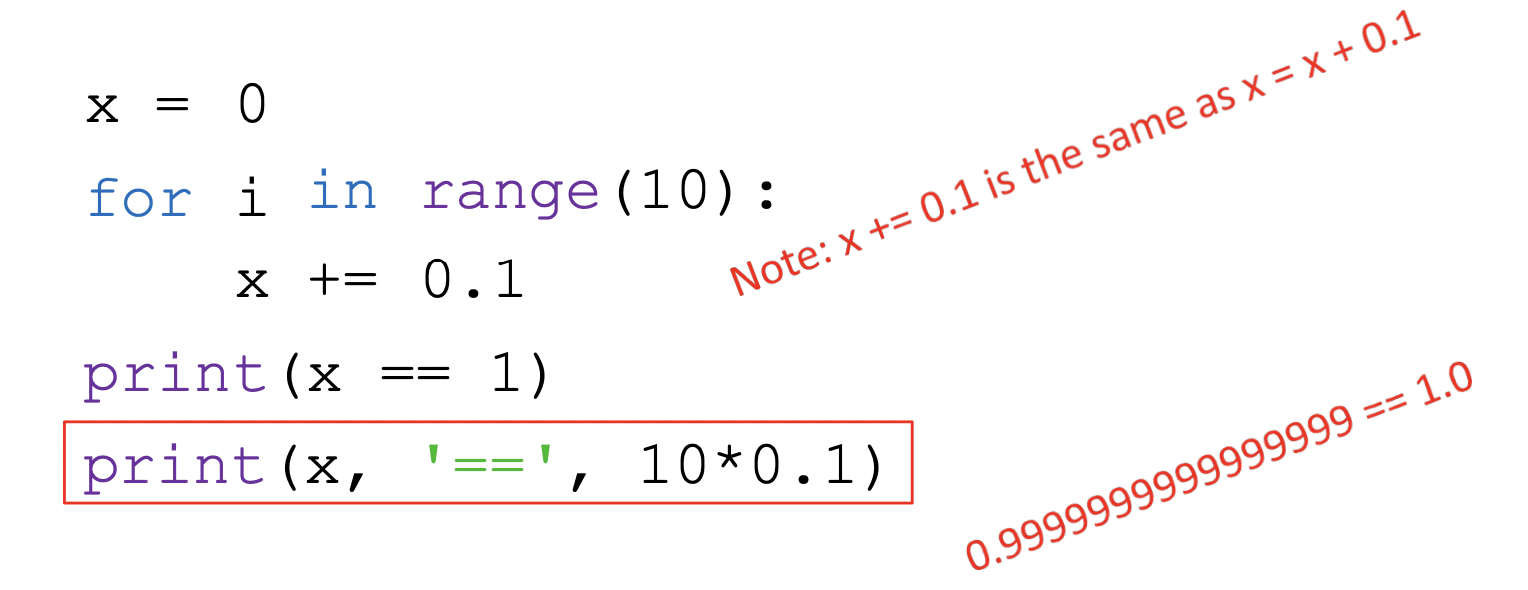 x = 0
for i in range(10):
    x += 0.1
Note: x += 0.1 is the same as x = x + 0.1
print(x == 1)
print(x, '==', 10*0.1)
0.9999999999999999 == 1.0